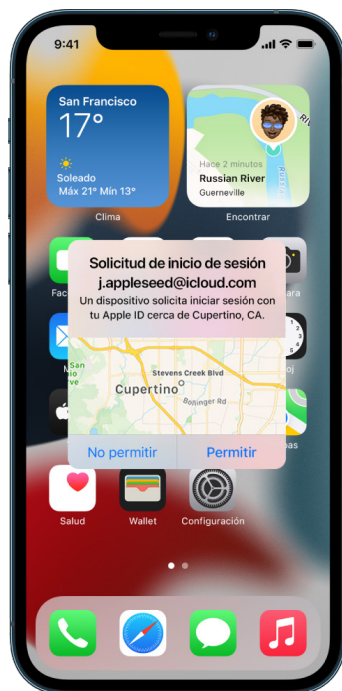 9:41
San Francisco
17°
Soleado
Máx 21° Mín 13°
Clima
Hace 2 minutos
Russian River
Guerneville
Encontrar
Solicitud de inicio de sesión
j.appleseed@icloud.com
Un dispositivo solicita iniciar sesión con
tu Apple ID cerca de Cupertino, CA.
Stevens Creek Blvd
Cupertino
Bollinger Rd
No permitir
Permitir
Salud
Wallet
Configuración